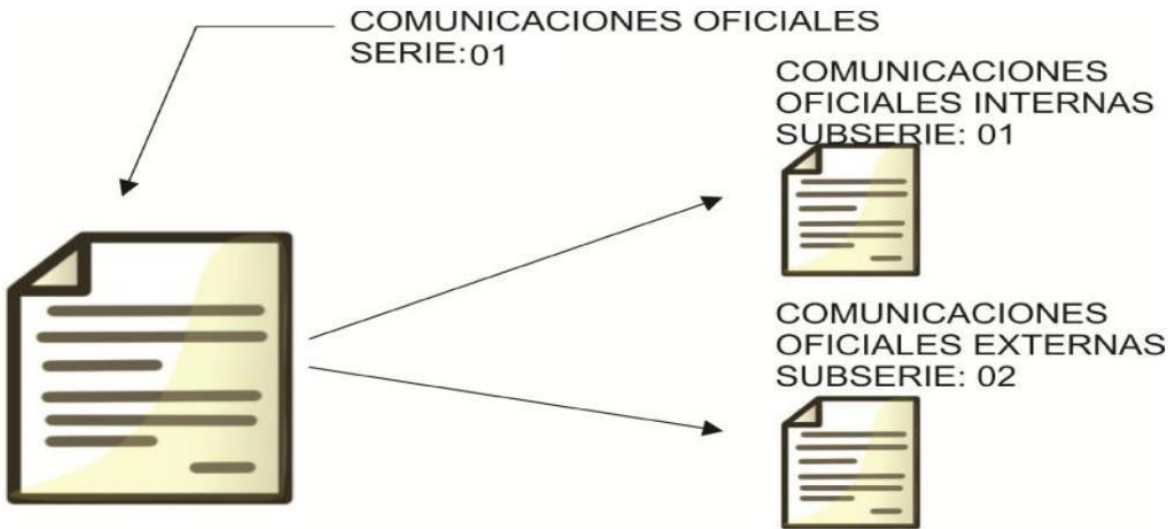 COMUNICACIONES OFICIALES
SERIE:01
COMUNICACIONES
OFICIALES INTERNAS
SUBSERIE: 01
COMUNICACIONES
OFICIALES EXTERNAS
SUBSERIE: 02